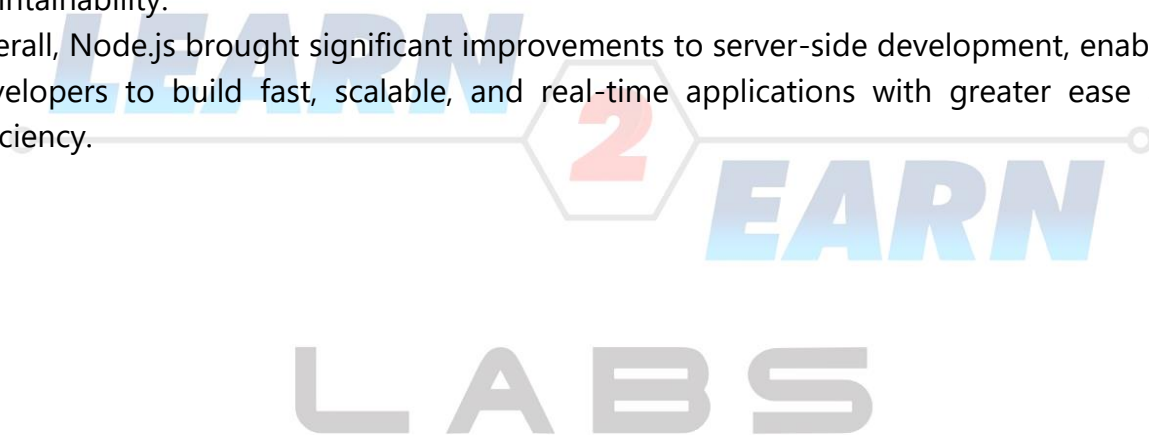 intainability.
erall, Node.js brought significant improvements to server-side development, enab
velopers to build fast, scalable, and real-time applications with greater ease
ciency.
LEARN
2
EARN
LABS